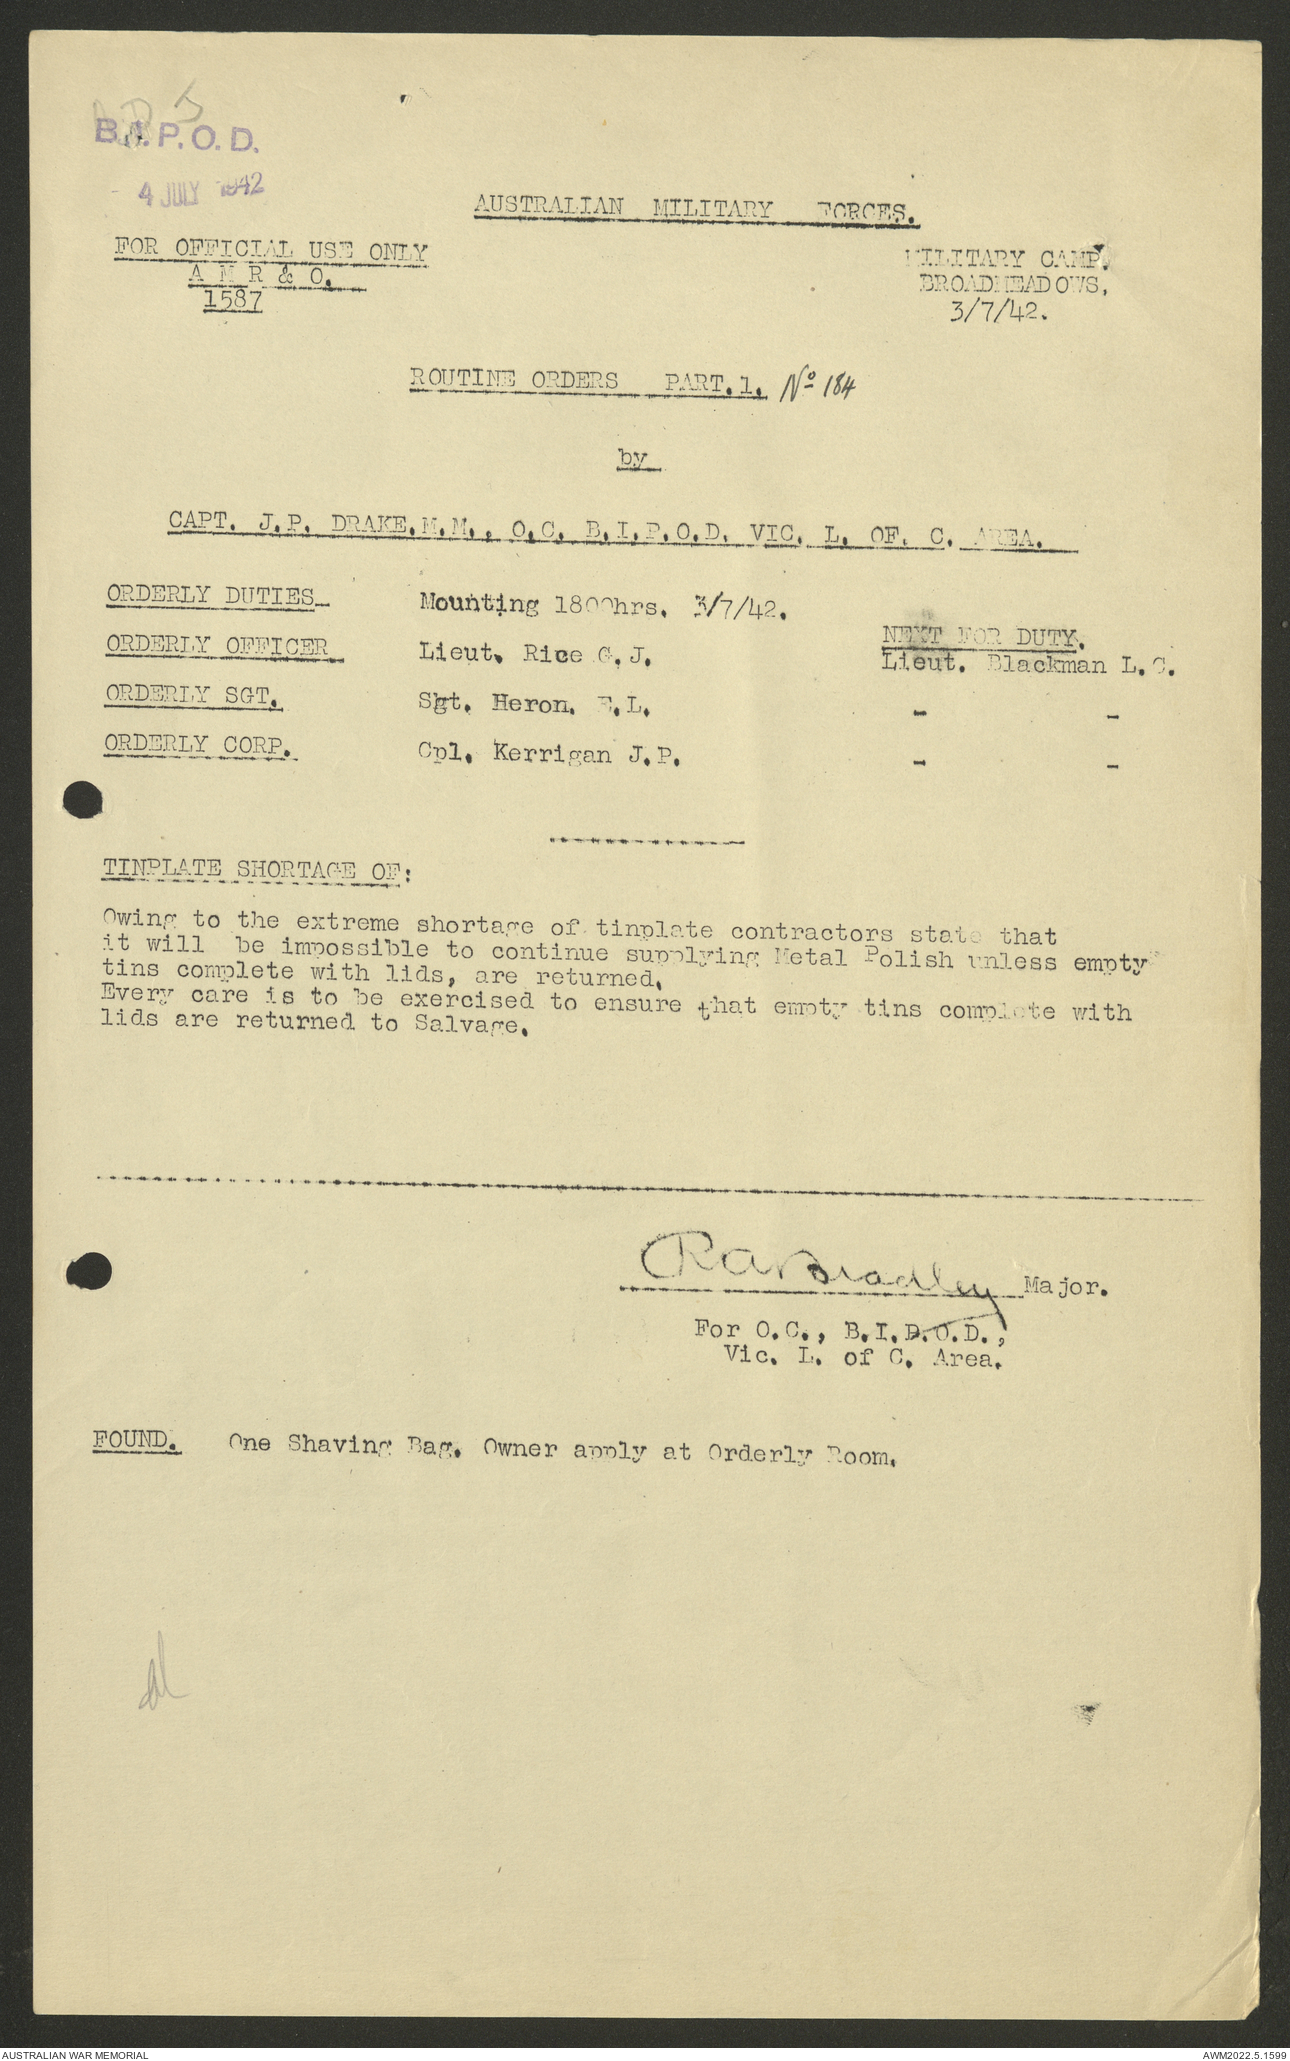 B.I.P.O.D.
4 JULY 1942
AUSTRALIAN MILITARY FORCES.
FOR OFFICIAL USE ONLY
A M R & O.
1587
MILITARY CAMP,
BROADMEADOWS,
3/7/42.
ROUTINE ORDERS PART.1. No 184
by
CAPT. J.P. DRAKE.M.M., O.C. B.I.P.O.D. VIC. L. OF. C. AREA.
ORDERLY DUTIES Mounting 1800hrs. 3/7/42.
NEXT FOR DUTY.
ORDERLY OFFICER Lieut. Rice G.J. Lieut. Blackman L.C.
ORDERLY SGT. Sgt. Heron. E.L. - -
ORDERLY CORP. Cpl. Kerrigan J.P. - -
TINPLATE SHORTAGE OF:
Owing to the extreme shortage of tinplate contractors state that
it will be impossible to continue supplying Metal Polish unless empty
tins complete with lids, are returned.
Every care is to be exercised to ensure that empty tins complete with
lids are returned to Salvage.
RABradley Major.
For O.C., B.I.P.O.D.,
Vic. L. of C. Area.
FOUND. One Shaving Bag. Owner apply at Orderly Room.
AUSTRALIAN WAR MEMORIAL
AWM2022.5.1599